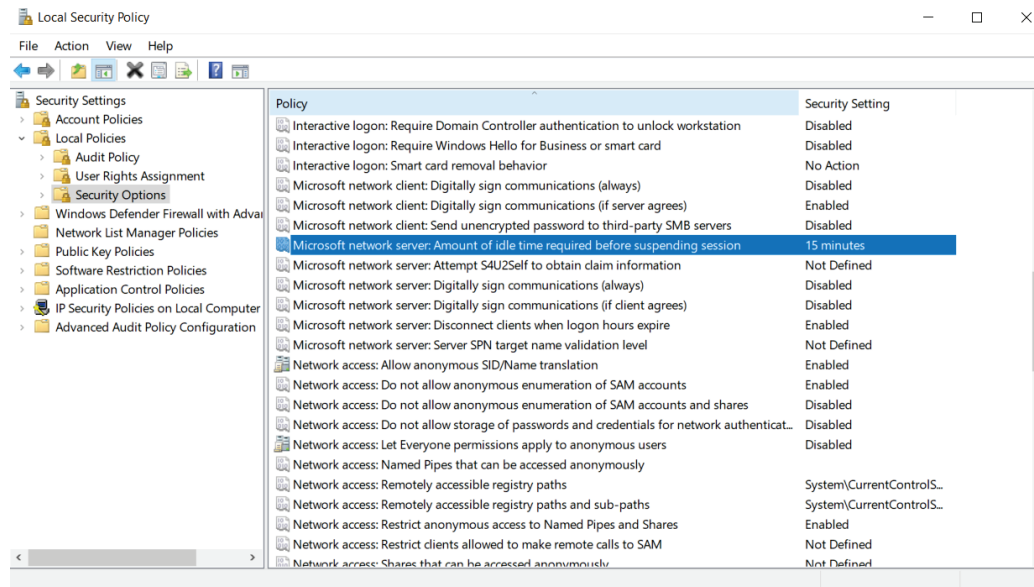 Local Security Policy
File Action View Help
Security Settings
Account Policies
Local Policies
Audit Policy
User Rights Assignment
Security Options
Windows Defender Firewall with Advan
Network List Manager Policies
Public Key Policies
Software Restriction Policies
Application Control Policies
IP Security Policies on Local Computer
Advanced Audit Policy Configuration
Policy Security Setting
Interactive logon: Require Domain Controller authentication to unlock workstation Disabled
Interactive logon: Require Windows Hello for Business or smart card Disabled
Interactive logon: Smart card removal behavior No Action
Microsoft network client: Digitally sign communications (always) Disabled
Microsoft network client: Digitally sign communications (if server agrees) Enabled
Microsoft network client: Send unencrypted password to third-party SMB servers Disabled
Microsoft network server: Amount of idle time required before suspending session 15 minutes
Microsoft network server: Attempt S4U2Self to obtain claim information Not Defined
Microsoft network server: Digitally sign communications (always) Disabled
Microsoft network server: Digitally sign communications (if client agrees) Disabled
Microsoft network server: Disconnect clients when logon hours expire Enabled
Microsoft network server: Server SPN target name validation level Not Defined
Network access: Allow anonymous SID/Name translation Enabled
Network access: Do not allow anonymous enumeration of SAM accounts Enabled
Network access: Do not allow anonymous enumeration of SAM accounts and shares Disabled
Network access: Do not allow storage of passwords and credentials for network authenticat... Disabled
Network access: Let Everyone permissions apply to anonymous users Disabled
Network access: Named Pipes that can be accessed anonymously
Network access: Remotely accessible registry paths System\CurrentControlS...
Network access: Remotely accessible registry paths and sub-paths System\CurrentControlS...
Network access: Restrict anonymous access to Named Pipes and Shares Enabled
Network access: Restrict clients allowed to make remote calls to SAM Not Defined
Network access: Shares that can be accessed anonymously Not Defined